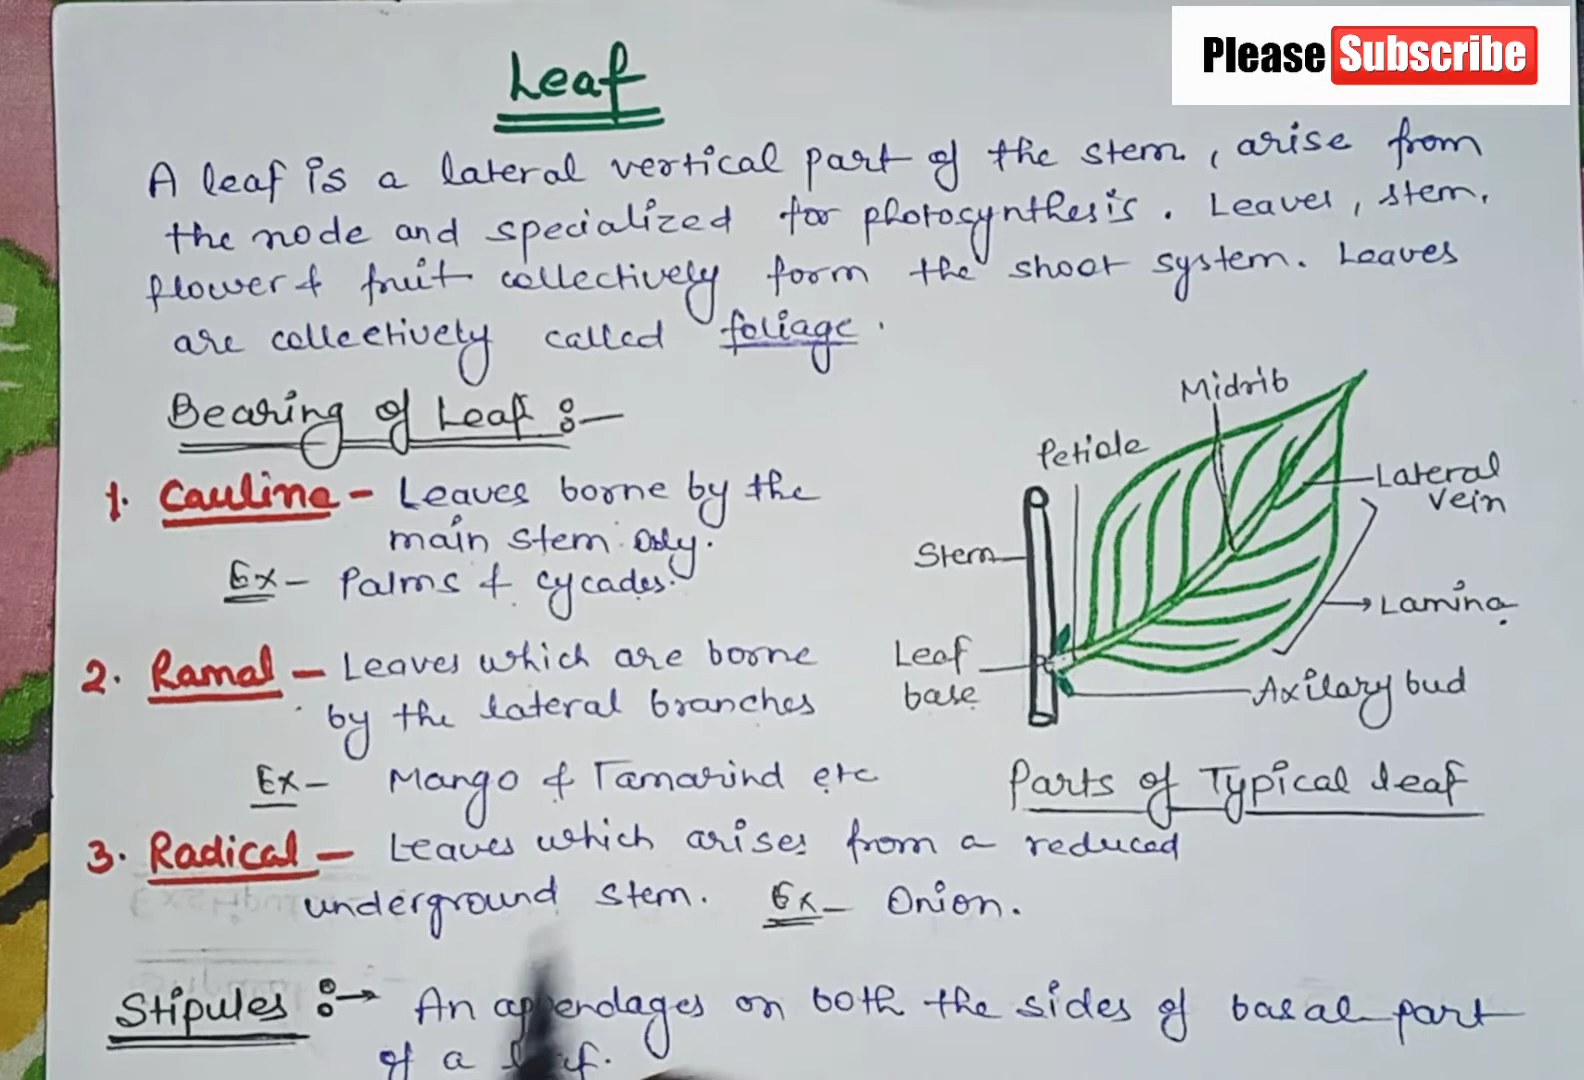 Please Subscribe
Leaf
A leaf is a lateral vertical part of the stem, arise from
the node and specialized for photosynthesis. Leaves, stem,
flower & fruit collectively form the shoot system. Leaves
are collectively called foliage.
Bearing of Leaf :-
1. Cauline - Leaves borne by the
main stem only.
Ex - Palms & cycades.
2. Ramal - Leaves which are borne
by the lateral branches
Ex - Mango & Tamarind etc
3. Radical - Leaves which arises from a reduced
underground stem. Ex - Onion.
Stipules :→ An appendages on both the sides of basal part
of a leaf.
Midrib
Petiole
Lateral
vein
Stem
Lamina
Leaf
base
Axilary bud
Parts of Typical leaf